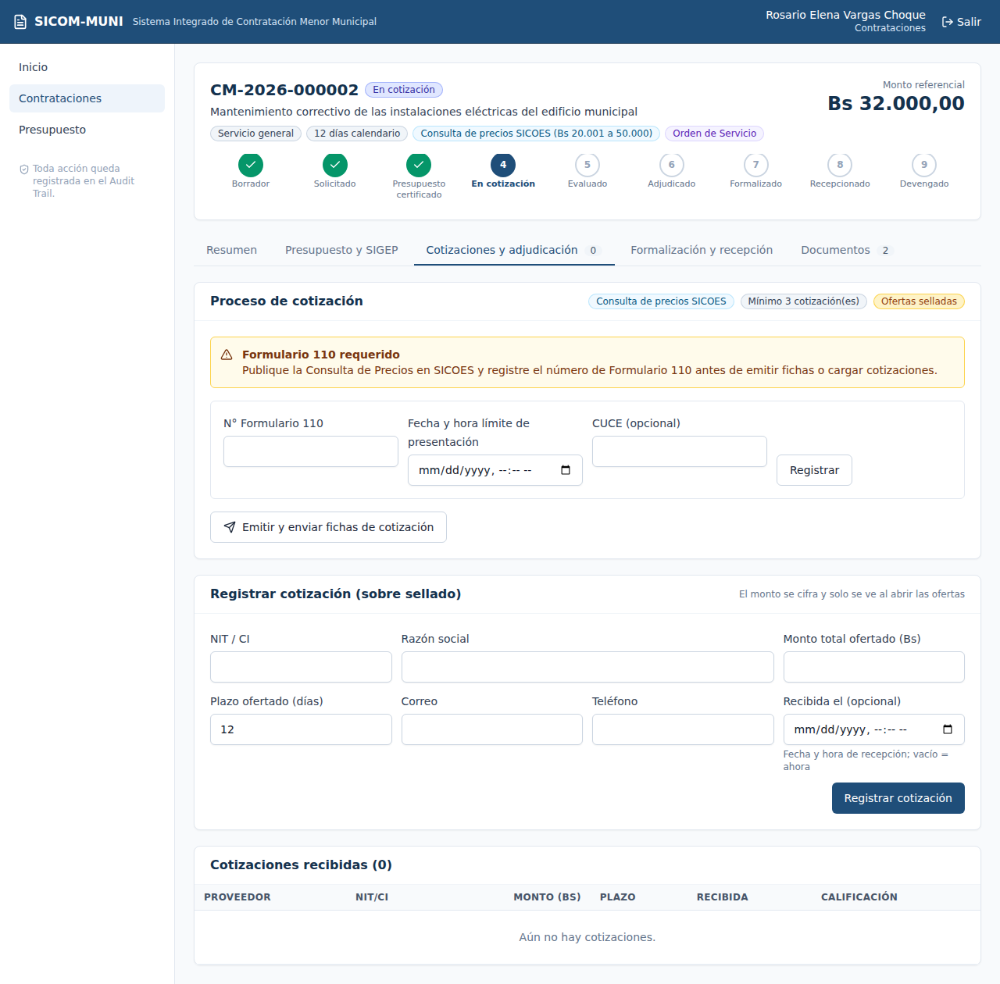 SICOM-MUNI Sistema Integrado de Contratación Menor Municipal
Rosario Elena Vargas Choque
Contrataciones
Salir
Inicio
Contrataciones
Presupuesto
Toda acción queda
registrada en el Audit
Trail.
CM-2026-000002 En cotización
Monto referencial
Bs 32.000,00
Mantenimiento correctivo de las instalaciones eléctricas del edificio municipal
Servicio general 12 días calendario Consulta de precios SICOES (Bs 20.001 a 50.000) Orden de Servicio
4 5 6 7 8 9
Borrador Solicitado Presupuesto certificado En cotización Evaluado Adjudicado Formalizado Recepcionado Devengado
Resumen Presupuesto y SIGEP Cotizaciones y adjudicación 0 Formalización y recepción Documentos 2
Proceso de cotización
Consulta de precios SICOES Mínimo 3 cotización(es) Ofertas selladas
Formulario 110 requerido
Publique la Consulta de Precios en SICOES y registre el número de Formulario 110 antes de emitir fichas o cargar cotizaciones.
N° Formulario 110
Fecha y hora límite de
presentación
CUCE (opcional)
mm/dd/yyyy, --:-- --
Registrar
Emitir y enviar fichas de cotización
Registrar cotización (sobre sellado)
El monto se cifra y solo se ve al abrir las ofertas
NIT / CI Razón social Monto total ofertado (Bs)
Plazo ofertado (días) Correo Teléfono Recibida el (opcional)
12
mm/dd/yyyy, --:-- --
Fecha y hora de recepción; vacío =
ahora
Registrar cotización
Cotizaciones recibidas (0)
PROVEEDOR NIT/CI MONTO (BS) PLAZO RECIBIDA CALIFICACIÓN
Aún no hay cotizaciones.